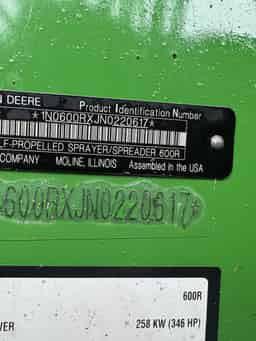 N DEERE Product Identification Number
*1N0600RXJN0220617*
LF-PROPELLED SPRAYER/SPREADER 600R
COMPANY MOLINE, ILLINOIS Assembled in the USA
600RXJN0220617*
600R
WER 258 KW (346 HP)